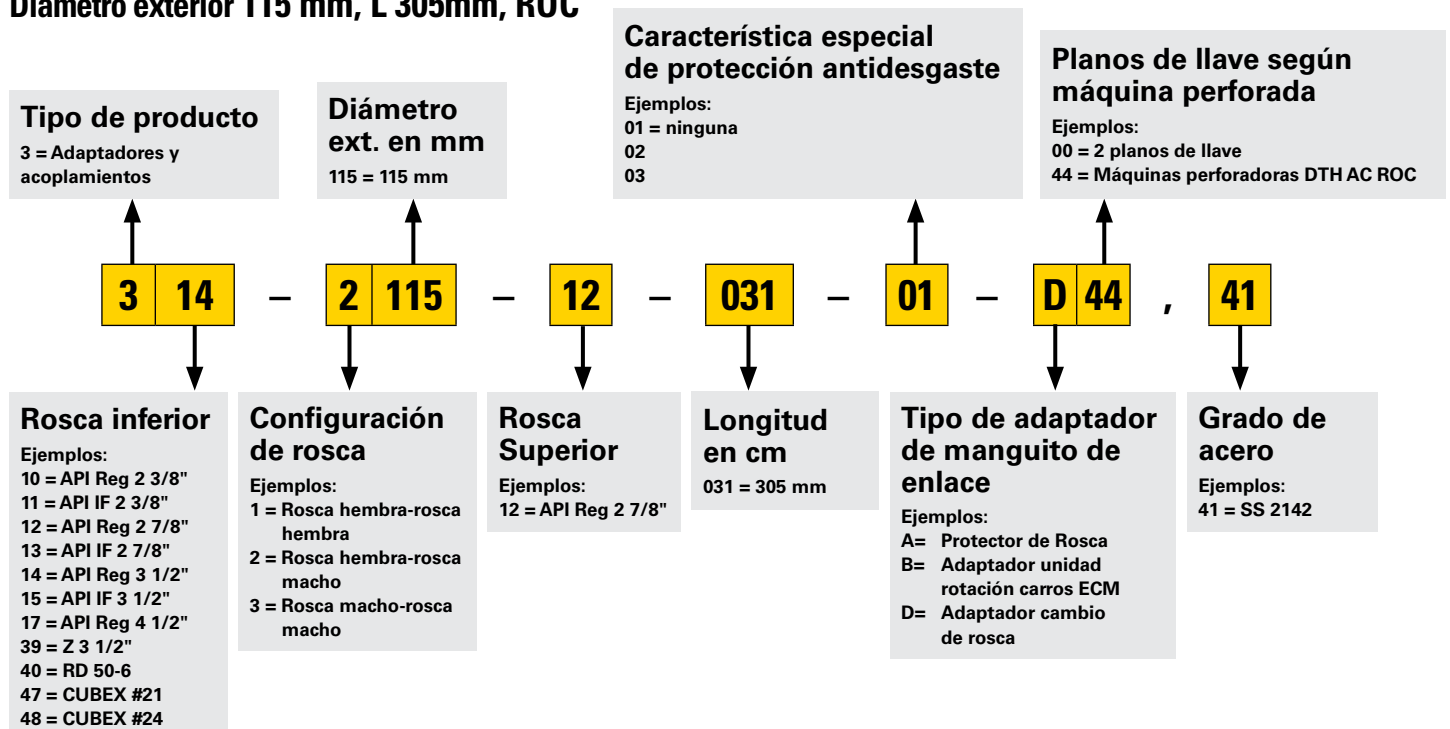 Diámetro exterior 115 mm, L 305mm, ROC
Tipo de producto
3 = Adaptadores y
acoplamientos
Diámetro
ext. en mm
115 = 115 mm
Característica especial
de protección antidesgaste
Ejemplos:
01 = ninguna
02
03
Planos de llave según
máquina perforada
Ejemplos:
00 = 2 planos de llave
44 = Máquinas perforadoras DTH AC ROC
3 14 – 2 115 – 12 – 031 – 01 – D 44 , 41
Rosca inferior
Ejemplos:
10 = API Reg 2 3/8"
11 = API IF 2 3/8"
12 = API Reg 2 7/8"
13 = API IF 2 7/8"
14 = API Reg 3 1/2"
15 = API IF 3 1/2"
17 = API Reg 4 1/2"
39 = Z 3 1/2"
40 = RD 50-6
47 = CUBEX #21
48 = CUBEX #24
Configuración
de rosca
Ejemplos:
1 = Rosca hembra-rosca
hembra
2 = Rosca hembra-rosca
macho
3 = Rosca macho-rosca
macho
Rosca
Superior
Ejemplos:
12 = API Reg 2 7/8"
Longitud
en cm
031 = 305 mm
Tipo de adaptador
de manguito de
enlace
Ejemplos:
A= Protector de Rosca
B= Adaptador unidad
rotación carros ECM
D= Adaptador cambio
de rosca
Grado de
acero
Ejemplos:
41 = SS 2142